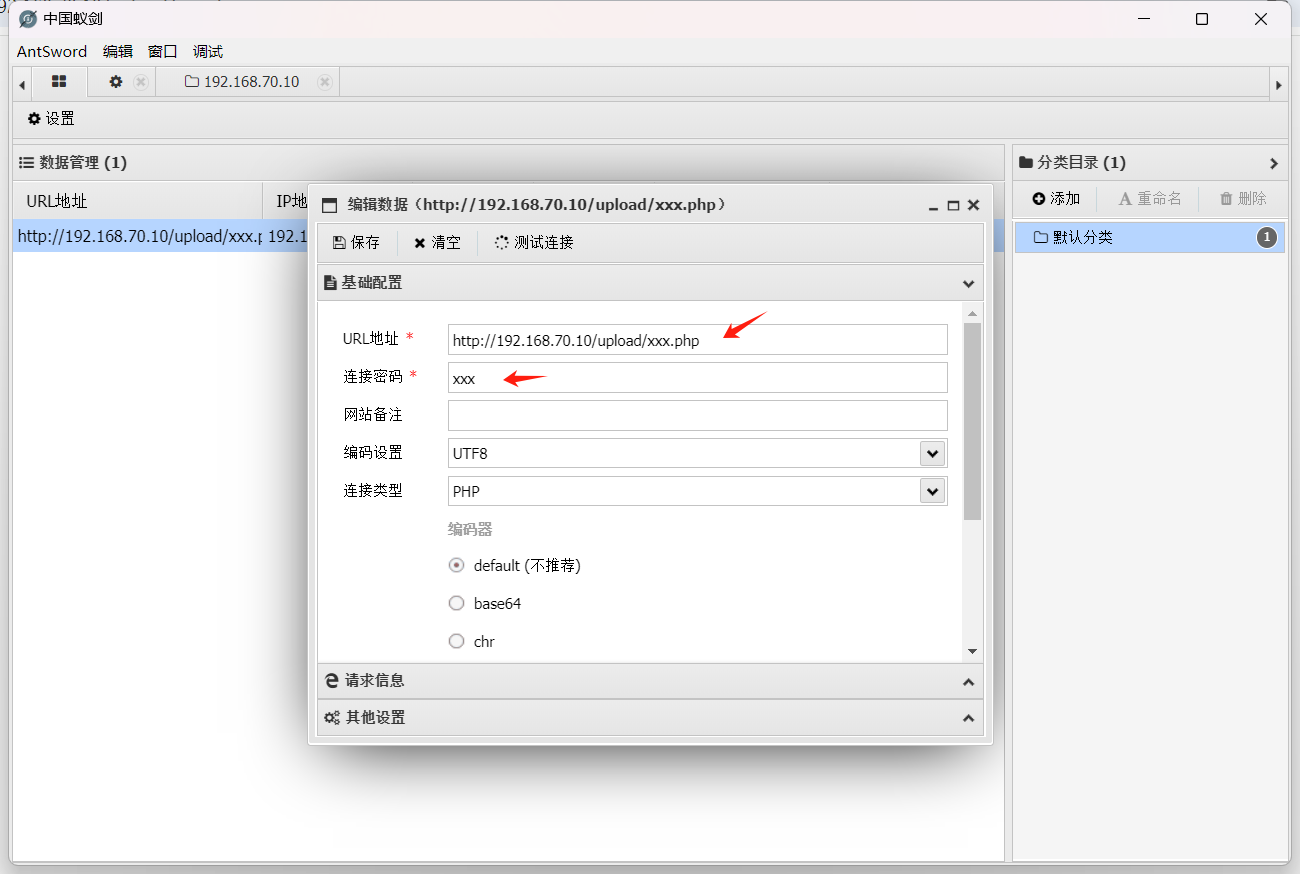 中国蚁剑
AntSword 编辑 窗口 调试
192.168.70.10
设置
数据管理 (1)
URL地址 IP地
http://192.168.70.10/upload/xxx.p 192.1
分类目录 (1)
添加 重命名 删除
默认分类 1
编辑数据（http://192.168.70.10/upload/xxx.php）
保存 清空 测试连接
基础配置
URL地址 * http://192.168.70.10/upload/xxx.php
连接密码 * xxx
网站备注
编码设置 UTF8
连接类型 PHP
编码器
default (不推荐)
base64
chr
请求信息
其他设置